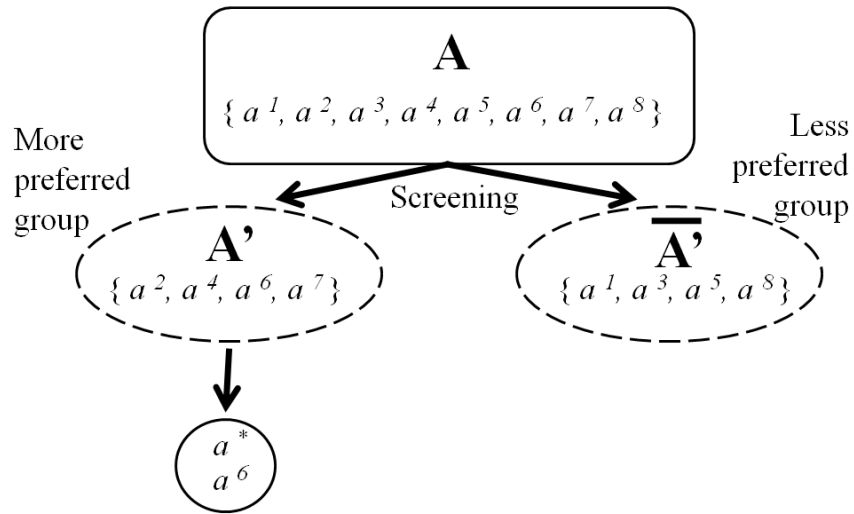 A
{ a ¹, a ², a ³, a ⁴, a ⁵, a ⁶, a ⁷, a ⁸ }
More
preferred
group
Less
preferred
group
Screening
A’
{ a ², a ⁴, a ⁶, a ⁷ }
A̅’
{ a ¹, a ³, a ⁵, a ⁸ }
a *
a ⁶